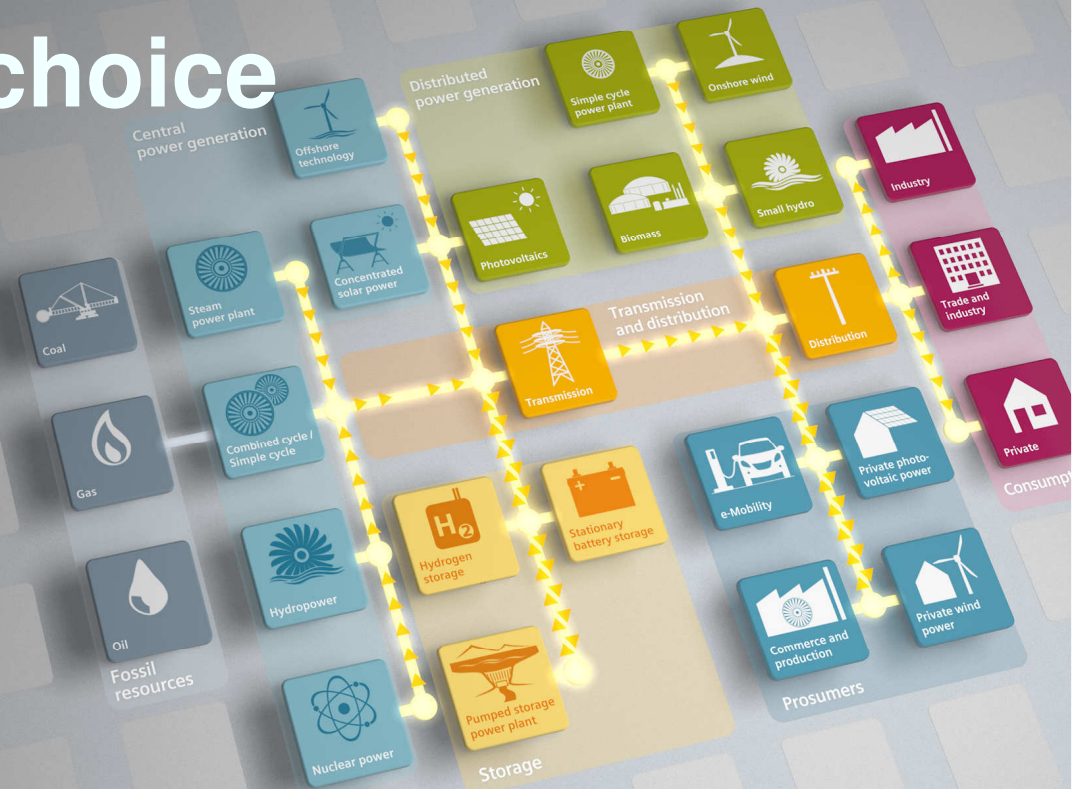 choice
Central
power generation
Offshore
technology
Steam
power plant
Concentrated
solar power
Combined cycle /
Simple cycle
Hydropower
Nuclear power
Coal
Gas
Oil
Fossil
resources
Distributed
power generation
Simple cycle
power plant
Onshore wind
Photovoltaics
Biomass
Small hydro
Transmission
and distribution
Transmission
Distribution
H2
Hydrogen
storage
Stationary
battery storage
Pumped storage
power plant
Storage
e-Mobility
Private photo-
voltaic power
Commerce and
production
Private wind
power
Prosumers
Industry
Trade and
industry
Private
Consumpt